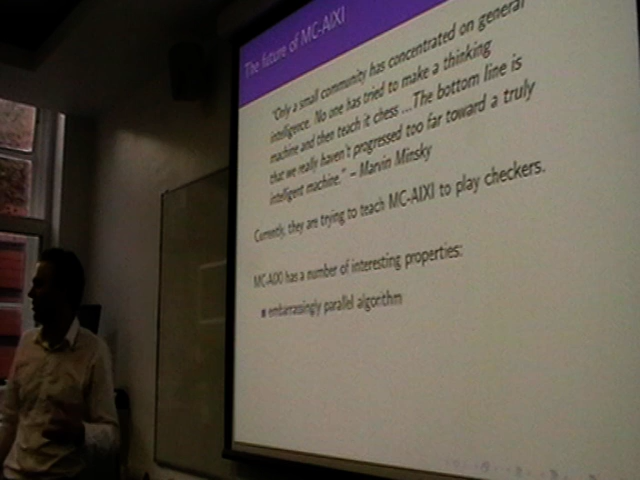 The future of MC-AIXI
"Only a small community has concentrated on general
intelligence. No one has tried to make a thinking
machine and then teach it chess ...The bottom line is
that we really haven't progressed too far toward a truly
intelligent machine." – Marvin Minsky
Currently, they are trying to teach MC-AIXI to play checkers.
MC-AIXI has a number of interesting properties:
embarrassingly parallel algorithm